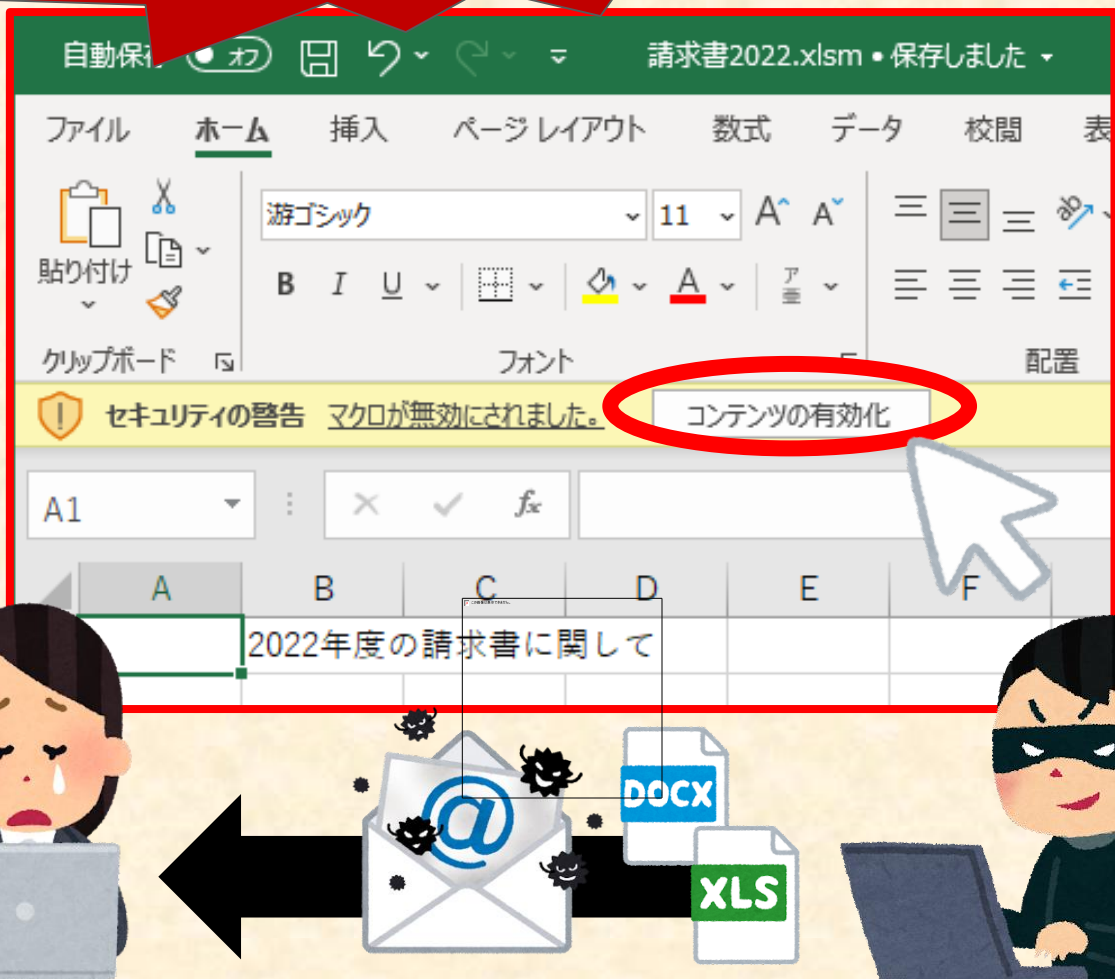 自動保存 オフ 請求書2022.xlsm • 保存しました
ファイル ホーム 挿入 ページ レイアウト 数式 データ 校閲 表
貼り付け
游ゴシック 11 A A
B I U A ア亜
クリップボード フォント 配置
セキュリティの警告 マクロが無効にされました。 コンテンツの有効化
A1 fx
A B C D E F
2022年度の請求書に関して
@
DOCX
XLS